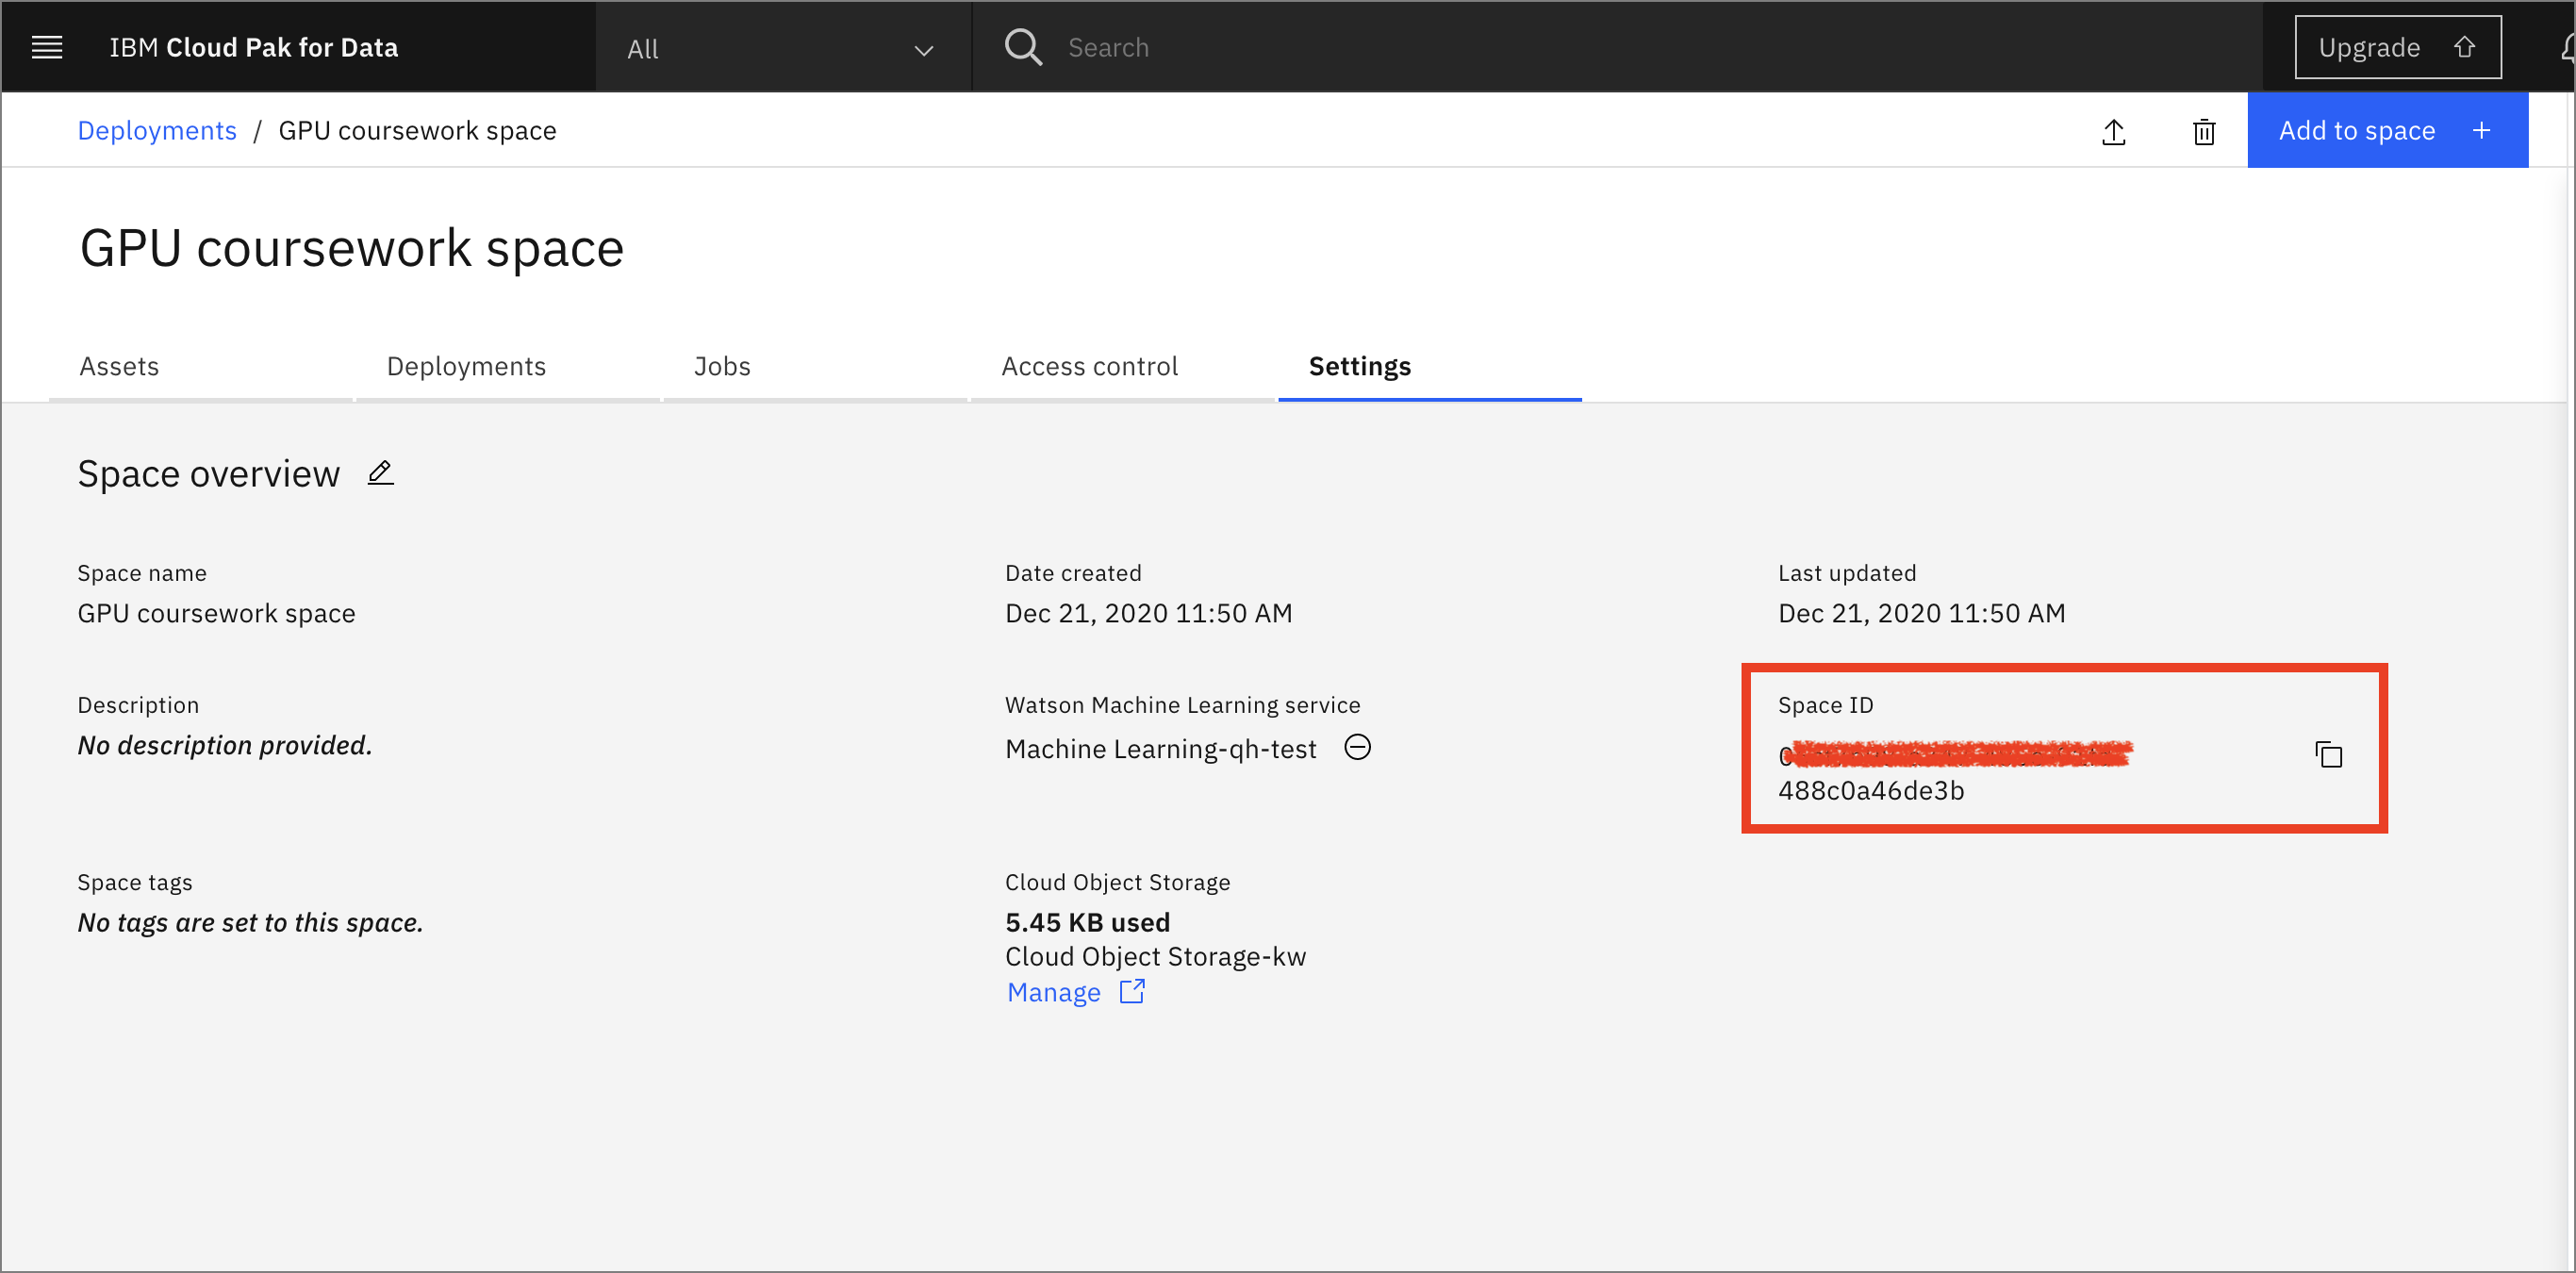 IBM Cloud Pak for Data
All
Search
Upgrade
Deployments / GPU coursework space
Add to space +
GPU coursework space
Assets
Deployments
Jobs
Access control
Settings
Space overview
Space name
GPU coursework space
Date created
Dec 21, 2020 11:50 AM
Last updated
Dec 21, 2020 11:50 AM
Description
No description provided.
Watson Machine Learning service
Machine Learning-qh-test
Space ID
488c0a46de3b
Space tags
No tags are set to this space.
Cloud Object Storage
5.45 KB used
Cloud Object Storage-kw
Manage